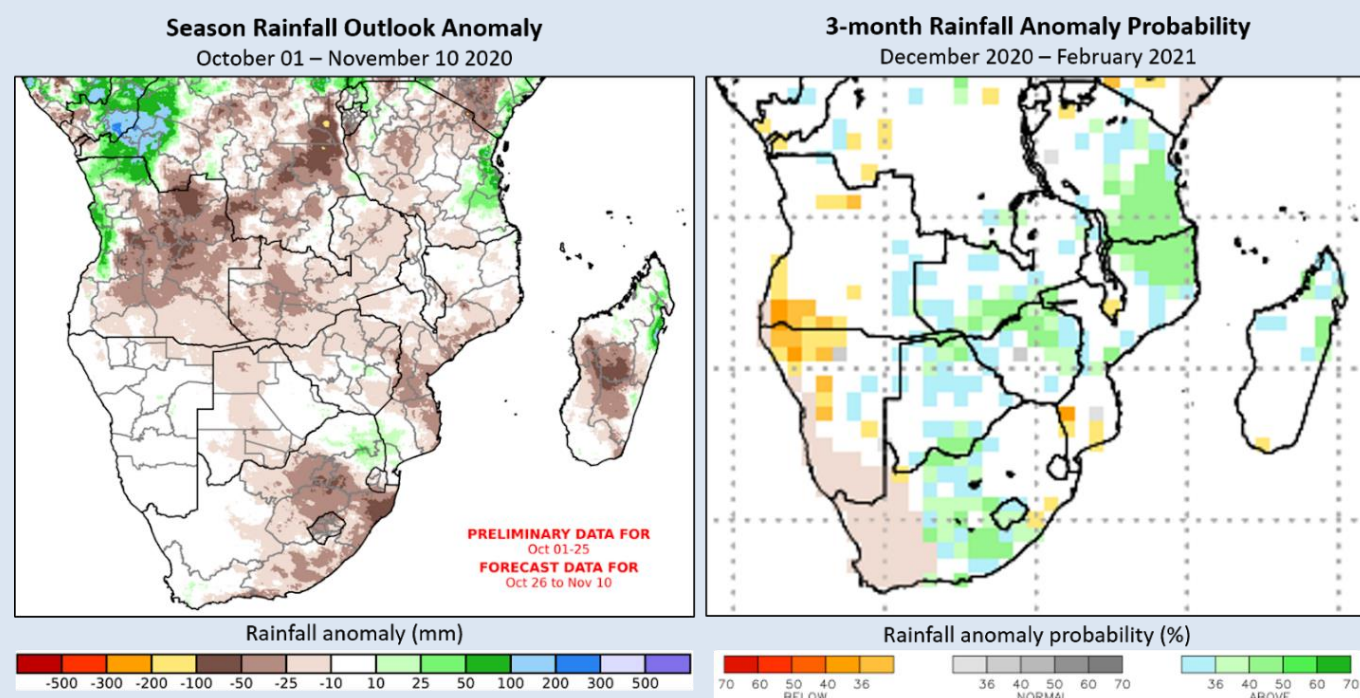 Season Rainfall Outlook Anomaly
October 01 – November 10 2020
3-month Rainfall Anomaly Probability
December 2020 – February 2021
PRELIMINARY DATA FOR
Oct 01-25
FORECAST DATA FOR
Oct 26 to Nov 10
Rainfall anomaly (mm)
-500 -300 -200 -100 -50 -25 -10 10 25 50 100 200 300 500
Rainfall anomaly probability (%)
70 60 50 40 36 36 40 50 70 36 40 50 60 70
BELOW NORMAL ABOVE